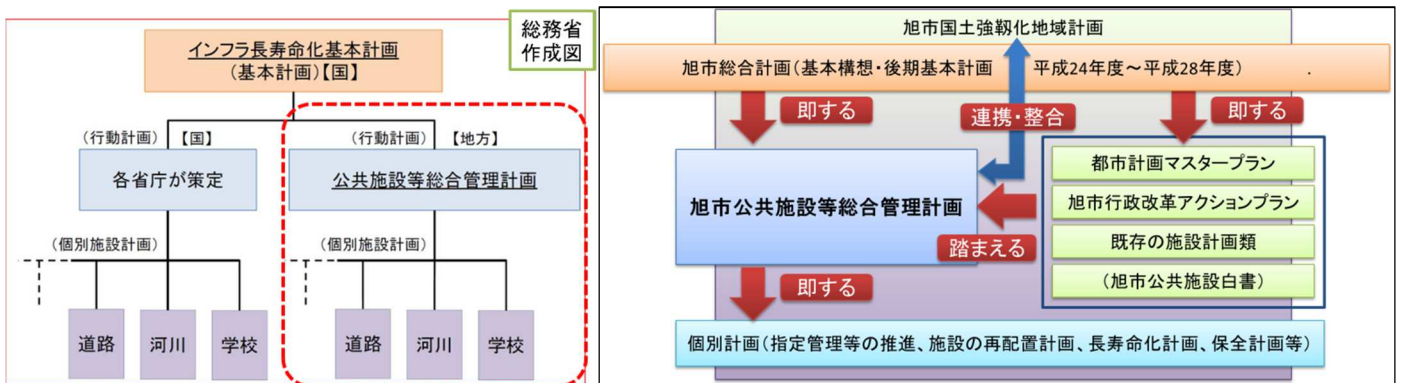 総務省
作成図
インフラ長寿命化基本計画
(基本計画)【国】
(行動計画) 【国】
(行動計画) 【地方】
各省庁が策定
公共施設等総合管理計画
(個別施設計画)
(個別施設計画)
道路
河川
学校
道路
河川
学校
旭市国土強靱化地域計画
旭市総合計画(基本構想・後期基本計画 平成24年度～平成28年度) .
即する
連携・整合
即する
都市計画マスタープラン
旭市公共施設等総合管理計画
旭市行政改革アクションプラン
踏まえる
既存の施設計画類
(旭市公共施設白書)
即する
個別計画(指定管理等の推進、施設の再配置計画、長寿命化計画、保全計画等)